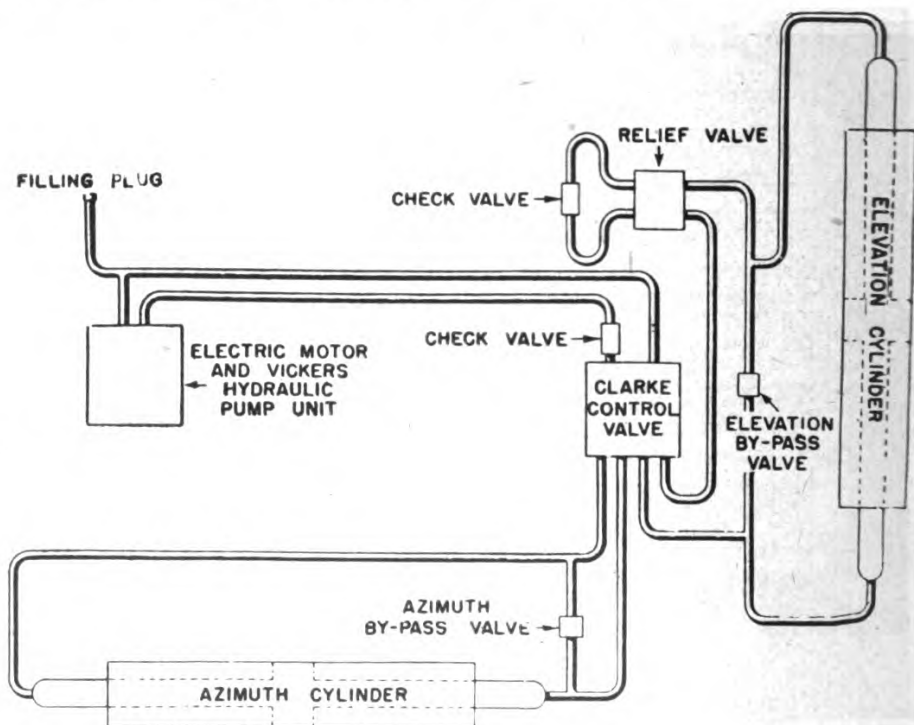 RELIEF VALVE
FILLING PLUG
CHECK VALVE
ELEVATION CYLINDER
CHECK VALVE
ELECTRIC MOTOR
AND VICKERS
HYDRAULIC
PUMP UNIT
CLARKE
CONTROL
VALVE
ELEVATION
BY-PASS
VALVE
AZIMUTH
BY-PASS VALVE
AZIMUTH CYLINDER